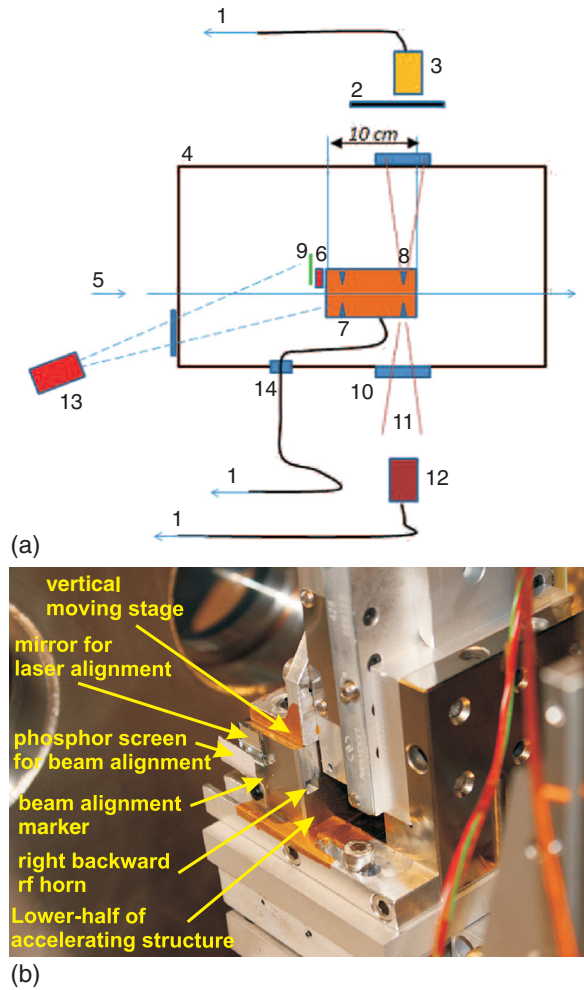 1
3
2
10 cm
4
9 6
8
5
7
14
10
13
11
12
1
1
(a)
vertical
moving stage
mirror for
laser alignment
phosphor screen
for beam alignment
beam alignment
marker
right backward
rf horn
Lower-half of
accelerating structure
(b)